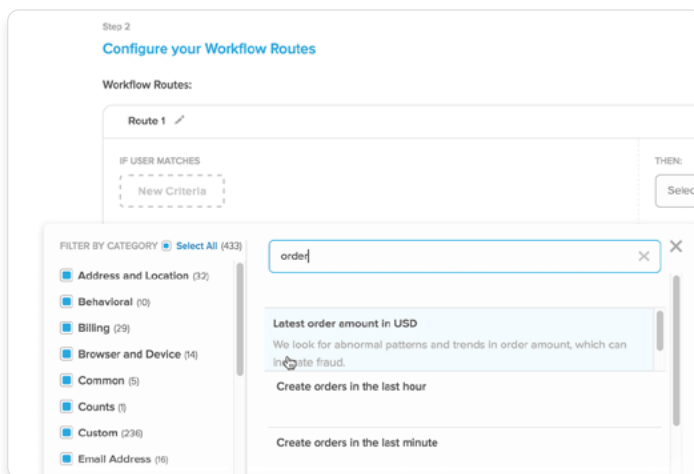 Step 2
Configure your Workflow Routes
Workflow Routes:
Route 1
IF USER MATCHES
THEN:
New Criteria
Selec
FILTER BY CATEGORY Select All (433)
order
Address and Location (32)
Behavioral (10)
Billing (29)
Latest order amount in USD
We look for abnormal patterns and trends in order amount, which can
fraud.
Browser and Device (14)
Common (5)
Create orders in the last hour
Counts (1)
Custom (236)
Create orders in the last minute
Email Address (16)